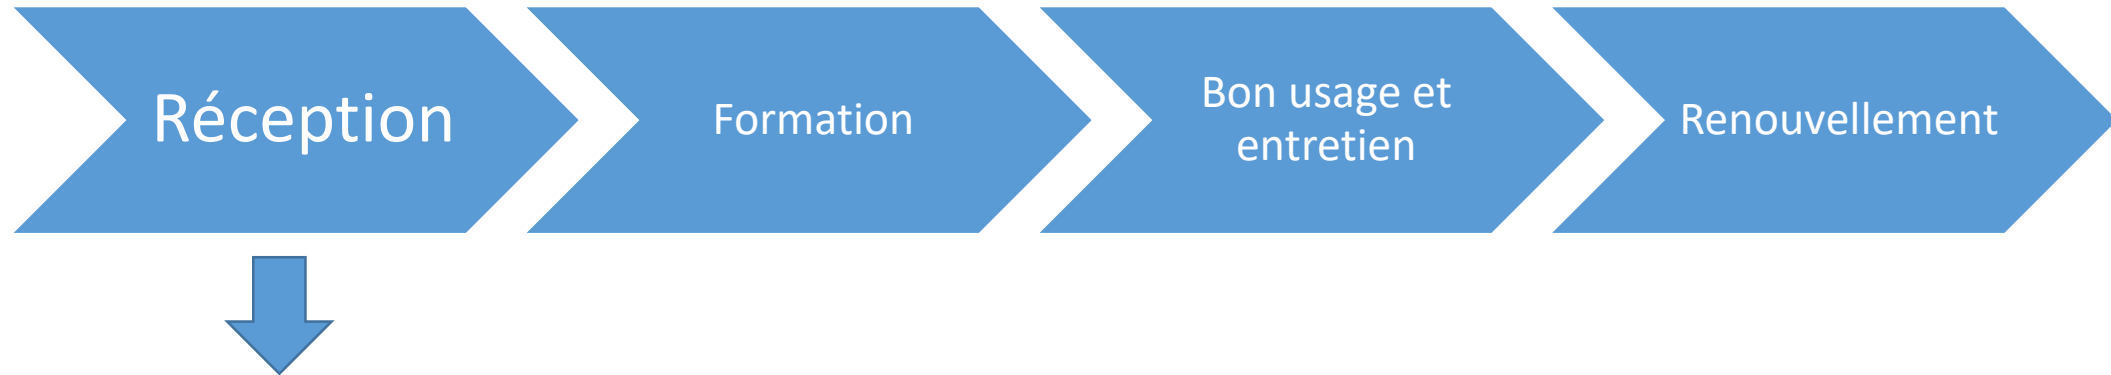 Réception
Formation
Bon usage et
entretien
Renouvellement